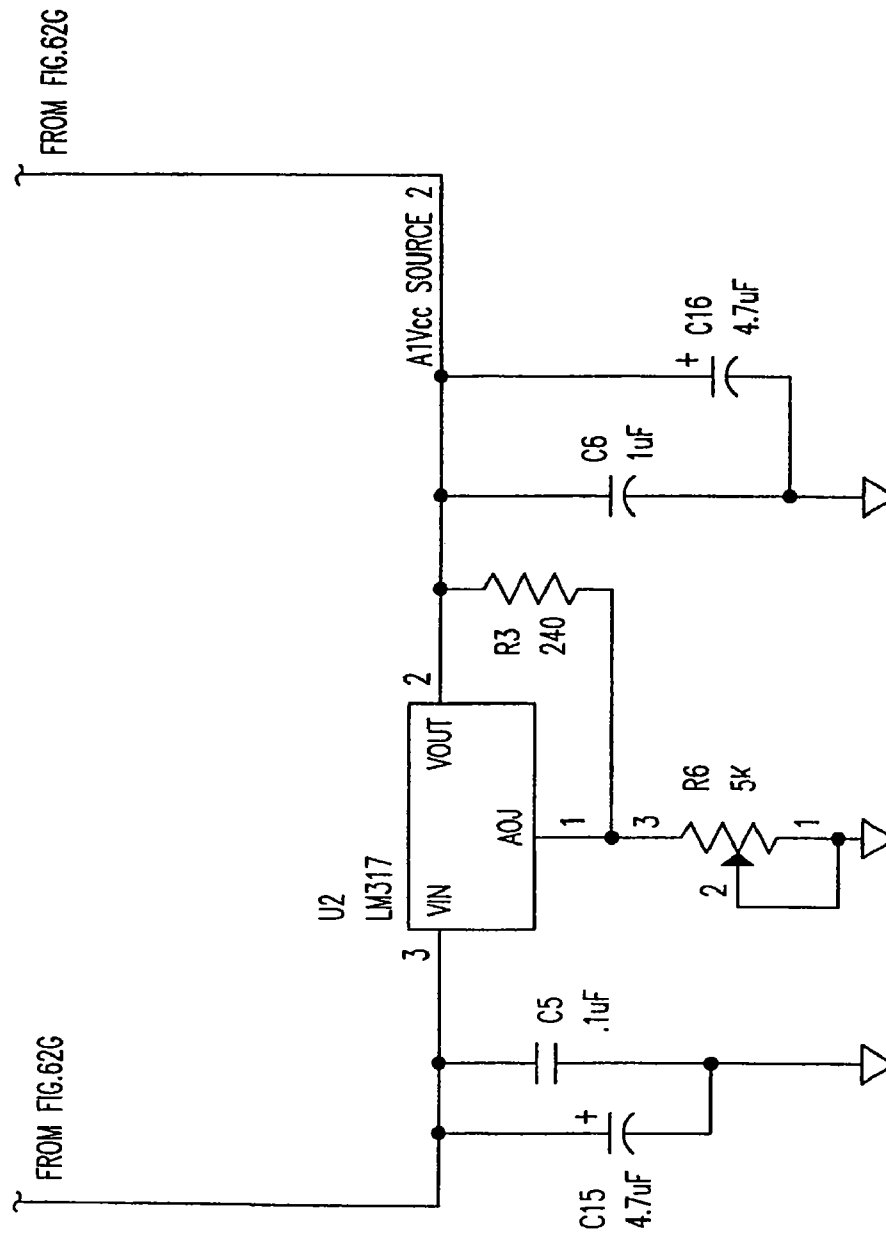 FROM FIG.62G
FROM FIG.62G
A1Vcc SOURCE 2
U2
LM317
3
VIN
VOUT
2
AOJ
1
R3
240
C6
1uF
+
C16
4.7uF
C5
.1uF
+
C15
4.7uF
3
R6
5K
2
1